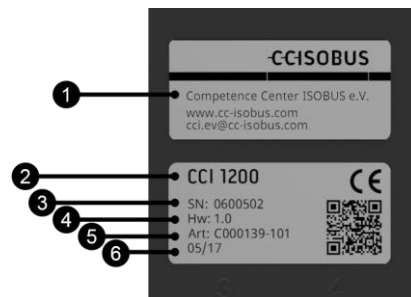 CCISOBUS
1
Competence Center ISOBUS e.V.
www.cc-isobus.com
cci.ev@cc-isobus.com
2
CCI 1200
CE
3
SN: 0600502
4
Hw: 1.0
5
Art: C000139-101
6
05/17